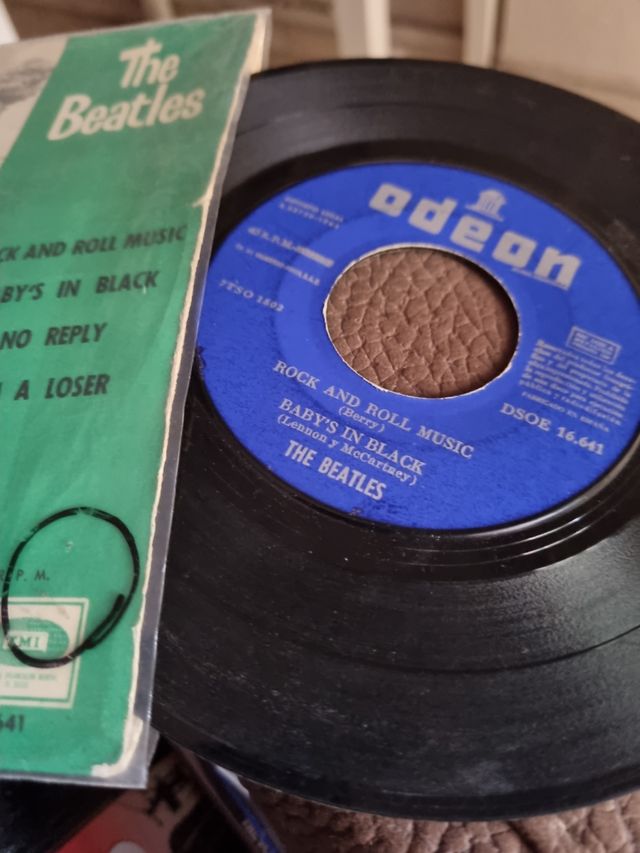 The
Beatles
CK AND ROLL MUSIC
BY'S IN BLACK
NO REPLY
A LOSER
P. M.
EMI
641
odeon
45 R.P.M.
7TSO 1602
ROCK AND ROLL MUSIC
(Berry)
BABY'S IN BLACK
(Lennon y McCartney)
THE BEATLES
FABRICADO EN ESPAÑA
DSOE 16.641